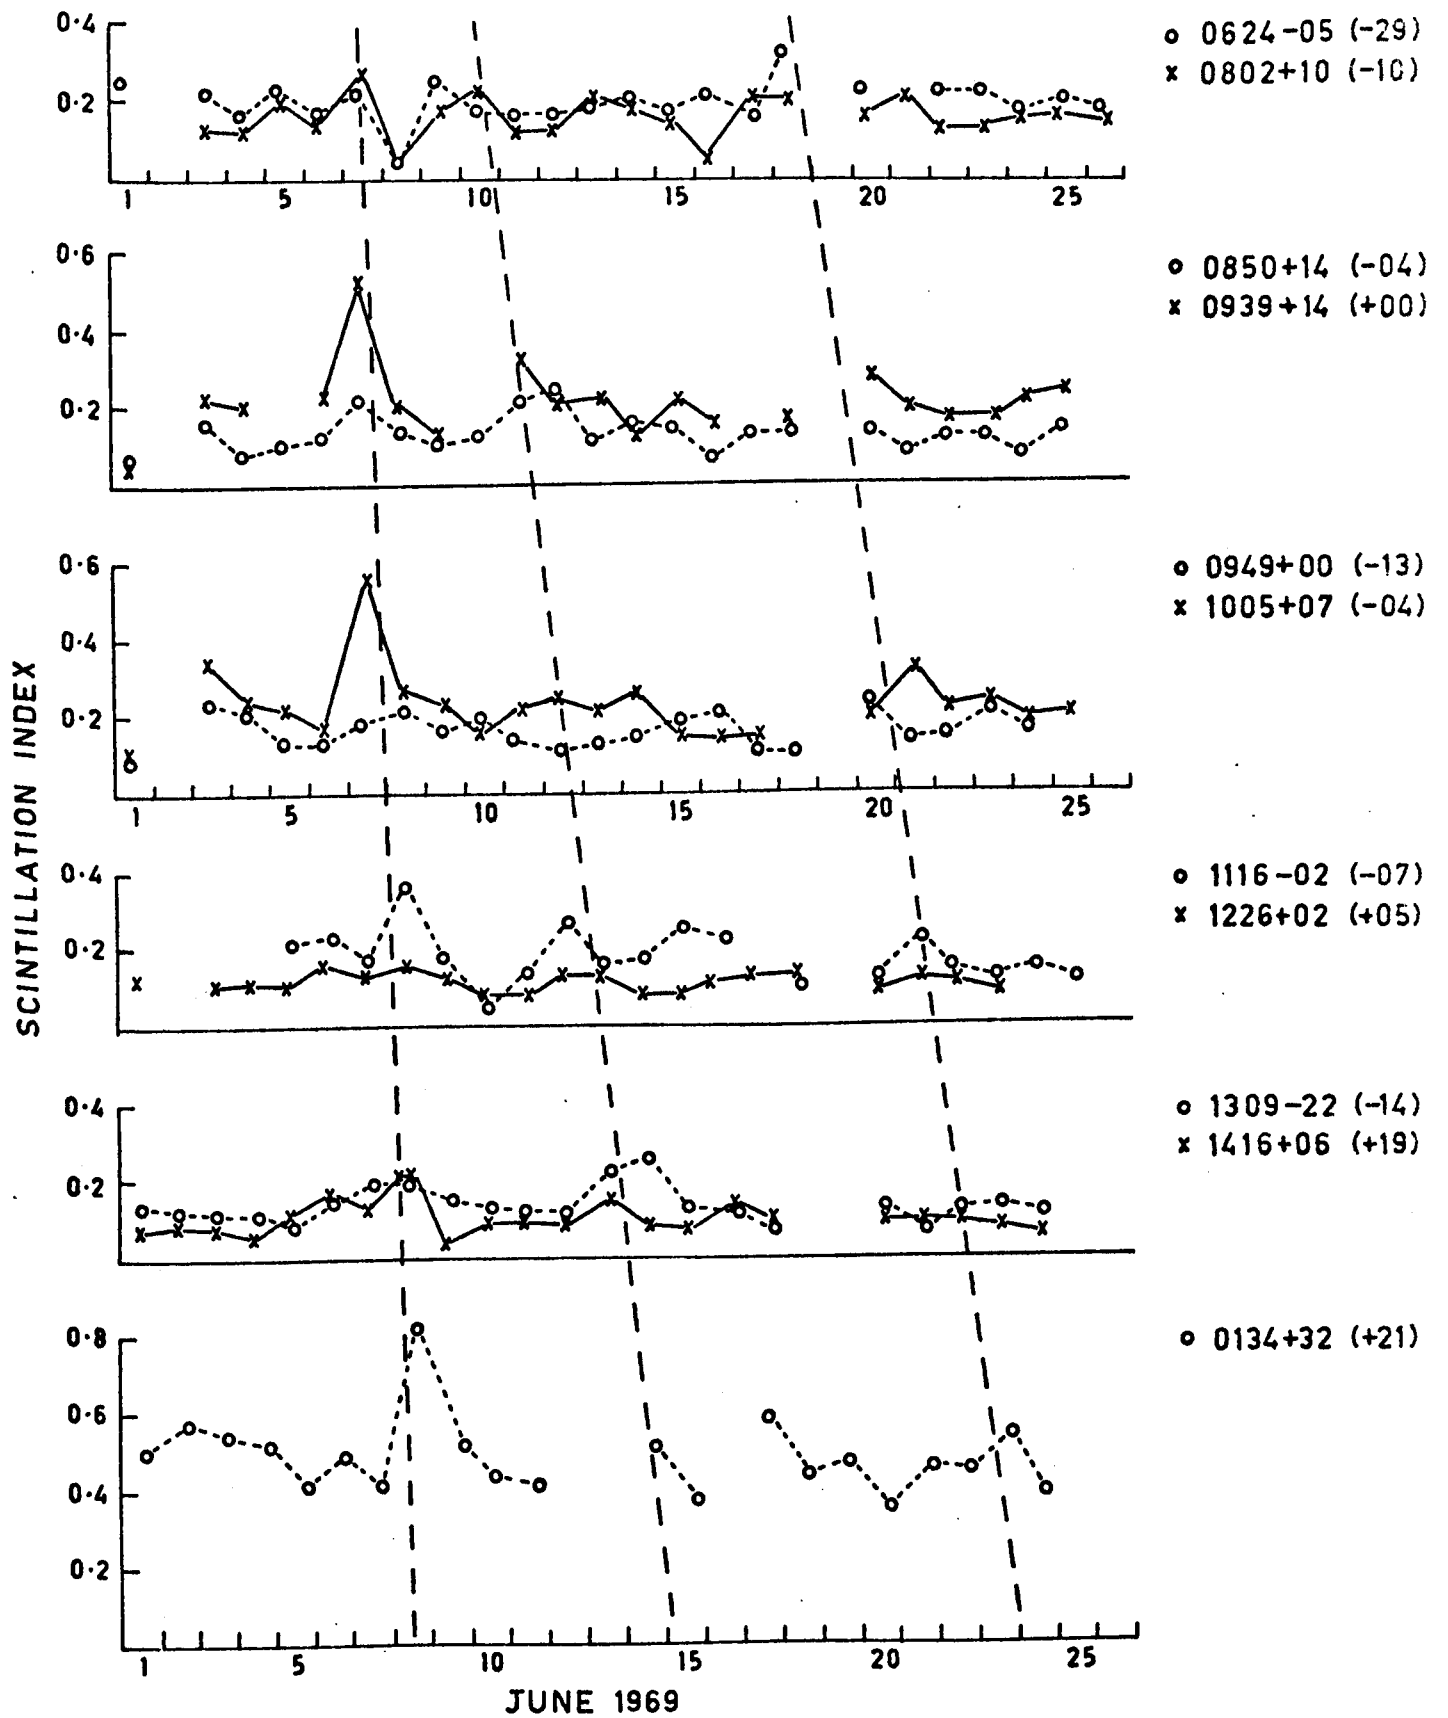 0·4
0·2
1 5 10 15 20 25
o 0624-05 (-29)
x 0802+10 (-10)
0·6
0·4
0·2
o 0850+14 (-04)
x 0939+14 (+00)
0·6
0·4
0·2
1 5 10 15 20 25
o 0949+00 (-13)
x 1005+07 (-04)
SCINTILLATION INDEX
0·4
0·2
o 1116-02 (-07)
x 1226+02 (+05)
0·4
0·2
o 1309-22 (-14)
x 1416+06 (+19)
0·8
0·6
0·4
0·2
1 5 10 15 20 25
o 0134+32 (+21)
JUNE 1969